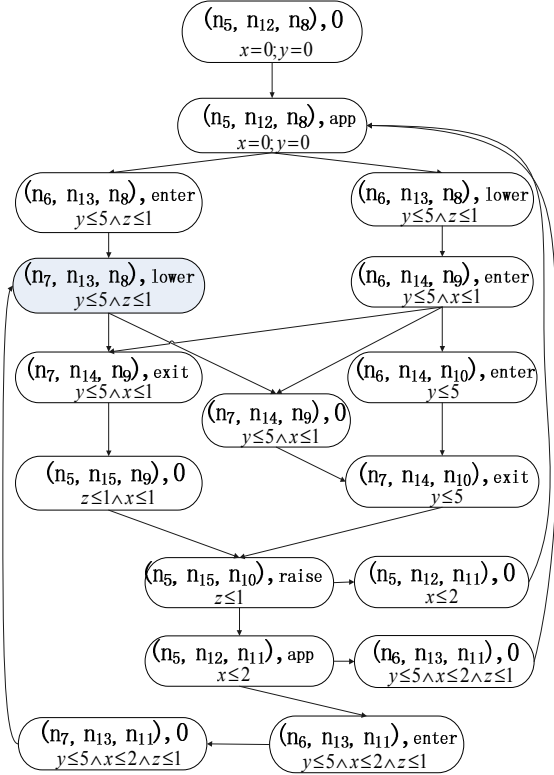 (n₅, n₁₂, n₈),0
x=0;y=0
(n₅, n₁₂, n₈),app
x=0;y=0
(n₆, n₁₃, n₈),enter
y≤5∧z≤1
(n₆, n₁₃, n₈),lower
y≤5∧z≤1
(n₇, n₁₃, n₈),lower
y≤5∧z≤1
(n₆, n₁₄, n₉),enter
y≤5∧x≤1
(n₇, n₁₄, n₉),exit
y≤5∧x≤1
(n₆, n₁₄, n₁₀),enter
y≤5
(n₇, n₁₄, n₉),0
y≤5∧x≤1
(n₅, n₁₅, n₉),0
z≤1∧x≤1
(n₇, n₁₄, n₁₀),exit
y≤5
(n₅, n₁₅, n₁₀),raise
z≤1
(n₅, n₁₂, n₁₁),0
x≤2
(n₅, n₁₂, n₁₁),app
x≤2
(n₆, n₁₃, n₁₁),0
y≤5∧x≤2∧z≤1
(n₇, n₁₃, n₁₁),0
y≤5∧x≤2∧z≤1
(n₆, n₁₃, n₁₁),enter
y≤5∧x≤2∧z≤1